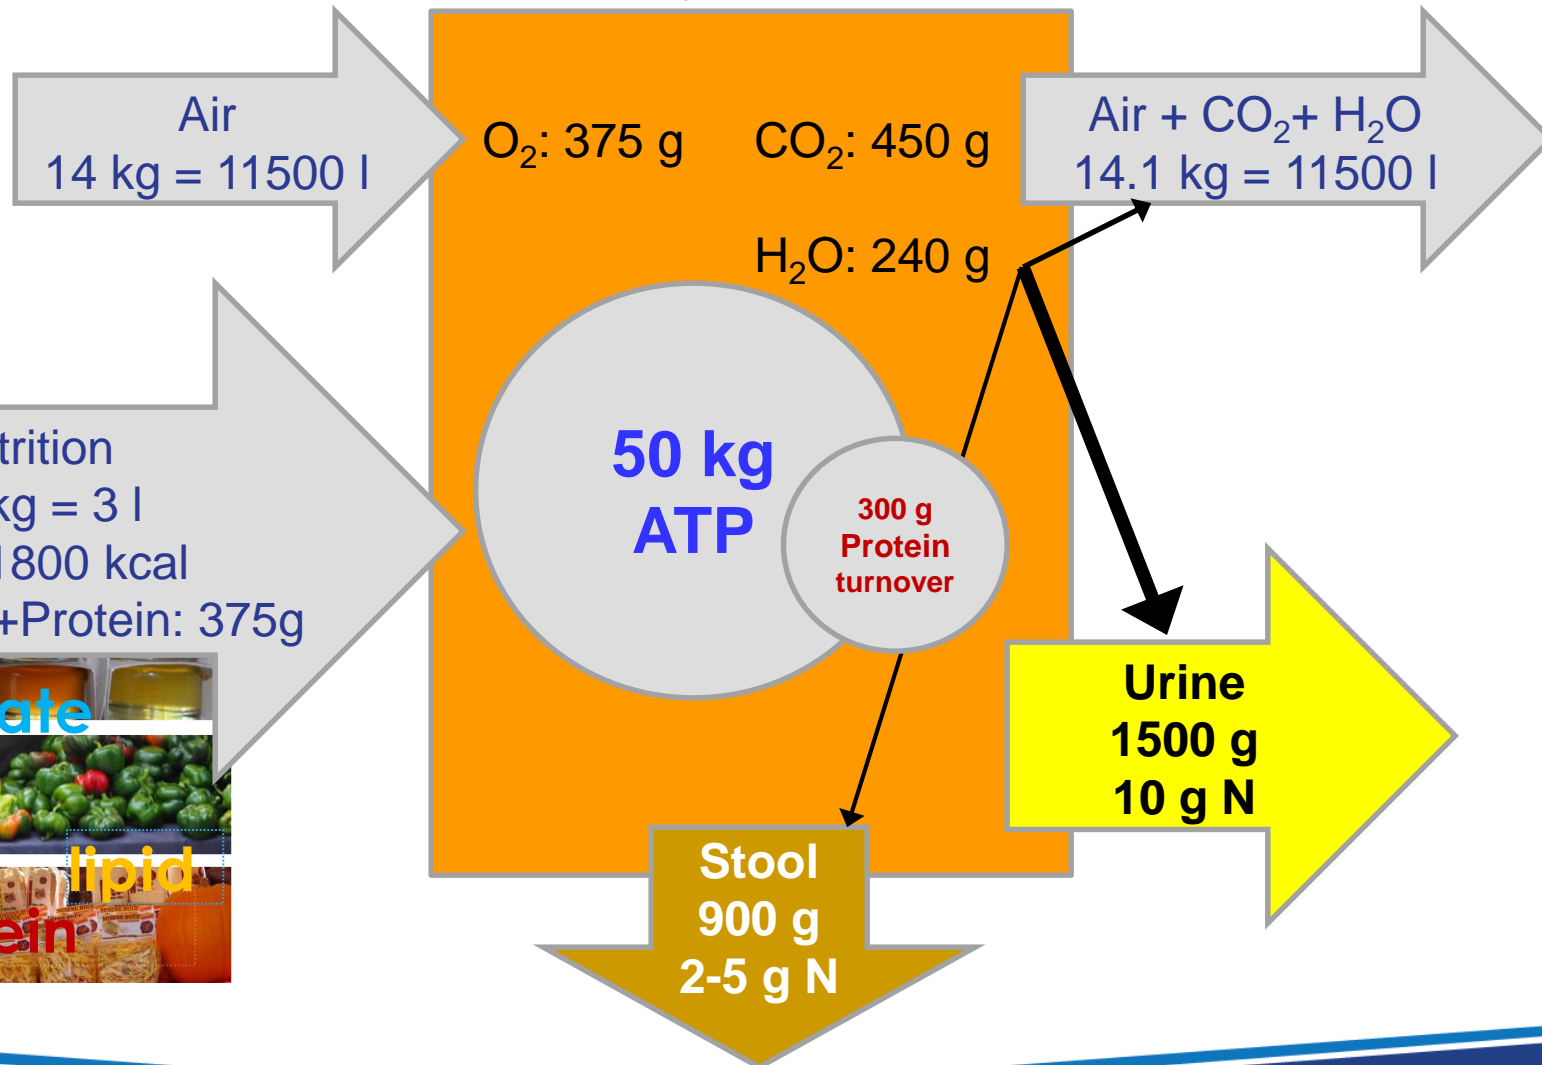 Air
14 kg = 11500 l
O₂: 375 g
CO₂: 450 g
Air + CO₂+ H₂O
14.1 kg = 11500 l
H₂O: 240 g
trition
kg = 3 l
1800 kcal
+Protein: 375g
50 kg
ATP
300 g
Protein
turnover
ate
lipid
ein
Urine
1500 g
10 g N
Stool
900 g
2-5 g N